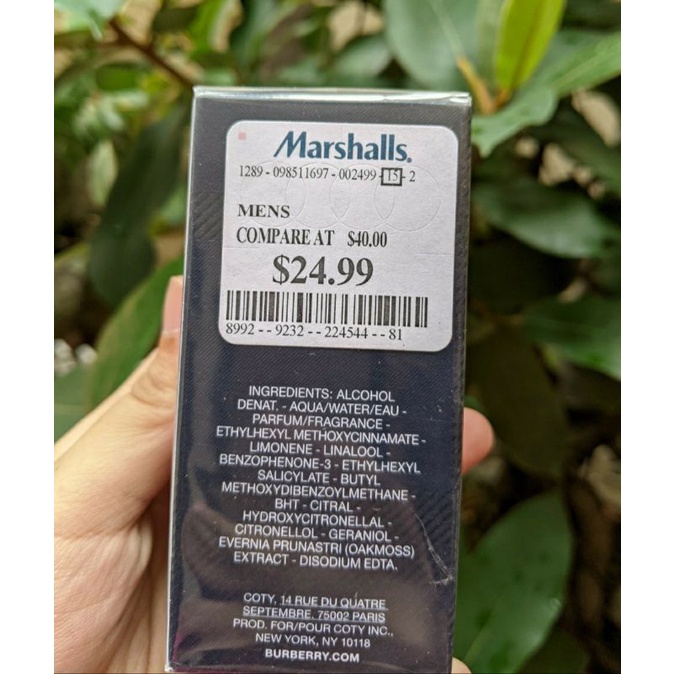 Marshalls.
1289 - 098511697 - 002499 - 15 - 2
MENS
COMPARE AT $40.00
$24.99
8992 - - 9232 - - 224544 - - 81
INGREDIENTS: ALCOHOL
DENAT. - AQUA/WATER/EAU -
PARFUM/FRAGRANCE -
ETHYLHEXYL METHOXYCINNAMATE -
LIMONENE - LINALOOL -
BENZOPHENONE-3 - ETHYLHEXYL
SALICYLATE - BUTYL
METHOXYDIBENZOYLMETHANE -
BHT - CITRAL -
HYDROXYCITRONELLAL -
CITRONELLOL - GERANIOL -
EVERNIA PRUNASTRI (OAKMOSS)
EXTRACT - DISODIUM EDTA.
COTY, 14 RUE DU QUATRE
SEPTEMBRE, 75002 PARIS
PROD. FOR/POUR COTY INC.,
NEW YORK, NY 10118
BURBERRY.COM